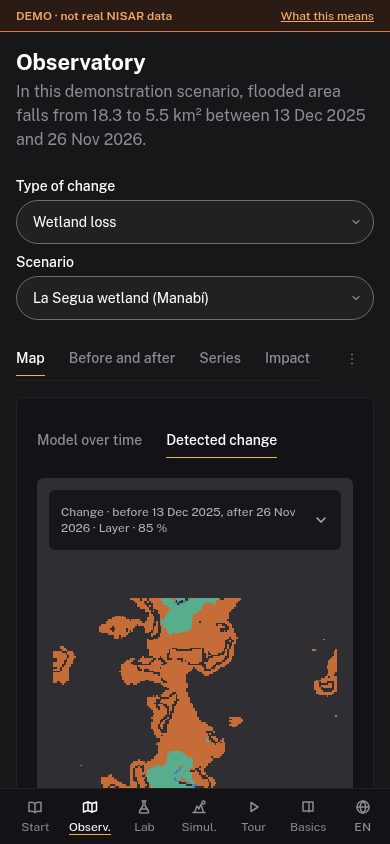 DEMO · not real NISAR data
What this means
Observatory
In this demonstration scenario, flooded area
falls from 18.3 to 5.5 km² between 13 Dec 2025
and 26 Nov 2026.
Type of change
Wetland loss
Scenario
La Segua wetland (Manabí)
Map Before and after Series Impact
Model over time Detected change
Change · before 13 Dec 2025, after 26 Nov
2026 · Layer · 85 %
Start Observ. Lab Simul. Tour Basics EN